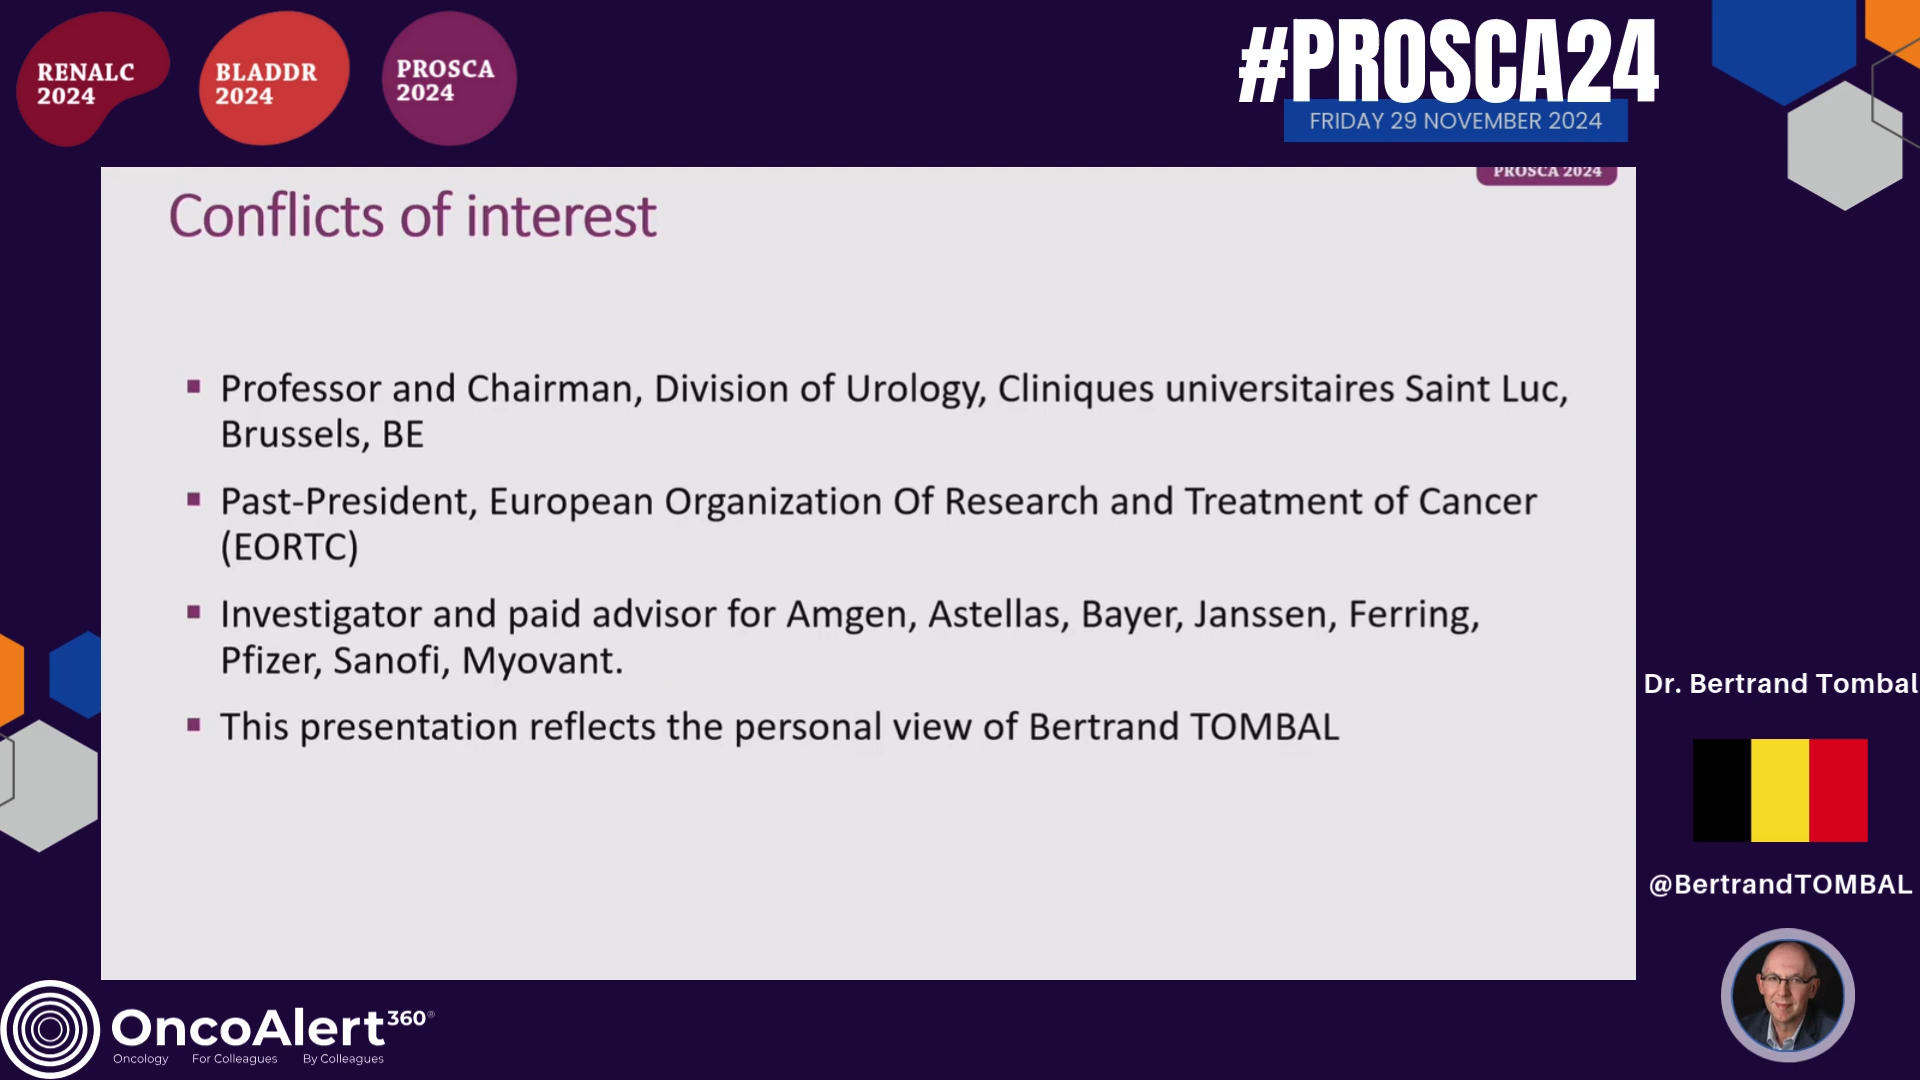 RENALC
2024
BLADDR
2024
PROSCA
2024
#PROSCA24
FRIDAY 29 NOVEMBER 2024
PROSCA 2024
Conflicts of interest
▪ Professor and Chairman, Division of Urology, Cliniques universitaires Saint Luc,
Brussels, BE
▪ Past-President, European Organization Of Research and Treatment of Cancer
(EORTC)
▪ Investigator and paid advisor for Amgen, Astellas, Bayer, Janssen, Ferring,
Pfizer, Sanofi, Myovant.
▪ This presentation reflects the personal view of Bertrand TOMBAL
Dr. Bertrand Tombal
@BertrandTOMBAL
OncoAlert360®
Oncology For Colleagues By Colleagues